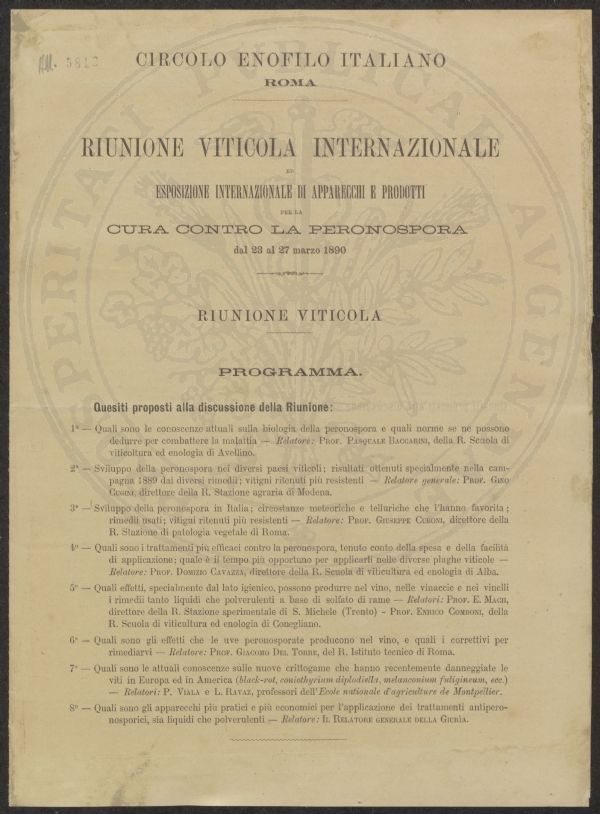 5812
CIRCOLO ENOFILO ITALIANO
ROMA
RIUNIONE VITICOLA INTERNAZIONALE
ED
ESPOSIZIONE INTERNAZIONALE DI APPARECCHI E PRODOTTI
PER LA
CURA CONTRO LA PERONOSPORA
dal 23 al 27 marzo 1890
RIUNIONE VITICOLA
PROGRAMMA.
Quesiti proposti alla discussione della Riunione:
1° — Quali sono le conoscenze attuali sulla biologia della peronospora e quali norme se ne possono
dedurre per combattere la malattia — Relatore: PROF. PASQUALE BACCARINI, della R. Scuola di
viticoltura ed enologia di Avellino.
2° — Sviluppo della peronospora nei diversi paesi viticoli; risultati ottenuti specialmente nella cam-
pagna 1889 dai diversi rimedii; vitigni ritenuti più resistenti — Relatore generale: PROF. GINO
CUGINI, direttore della R. Stazione agraria di Modena.
3° — Sviluppo della peronospora in Italia; circostanze meteoriche e telluriche che l'hanno favorita;
rimedii usati; vitigni ritenuti più resistenti — Relatore: PROF. GIUSEPPE CUBONI, direttore della
R. Stazione di patologia vegetale di Roma.
4° — Quali sono i trattamenti più efficaci contro la peronospora, tenuto conto della spesa e della facilità
di applicazione; quale è il tempo più opportuno per applicarli nelle diverse plaghe viticole —
Relatore: PROF. DOMIZIO CAVAZZA, direttore della R. Scuola di viticultura ed enologia di Alba.
5° — Quali effetti, specialmente dal lato igienico, possono produrre nel vino, nelle vinaccie e nei vinelli
i rimedii tanto liquidi che polverulenti a base di solfato di rame — Relatori: PROF. E. MACH,
direttore della R. Stazione sperimentale di S. Michele (Trento) - PROF. ENRICO COMBONI, della
R. Scuola di viticultura ed enologia di Conegliano.
6° — Quali sono gli effetti che le uve peronosporate producono nel vino, e quali i correttivi per
rimediarvi — Relatore: PROF. GIACOMO DEL TORRE, del R. Istituto tecnico di Roma.
7° — Quali sono le attuali conoscenze sulle nuove crittogame che hanno recentemente danneggiate le
viti in Europa ed in America (black-rot, coniothyrium diplodiella, melanconium fuligineum, ecc.)
— Relatori: P. VIALA e L. RAVAZ, professori dell'Ecole nationale d'agriculture de Montpellier.
8° — Quali sono gli apparecchi più pratici e più economici per l'applicazione dei trattamenti antipero-
nosporici, sia liquidi che polverulenti — Relatore: IL RELATORE GENERALE DELLA GIURÌA.